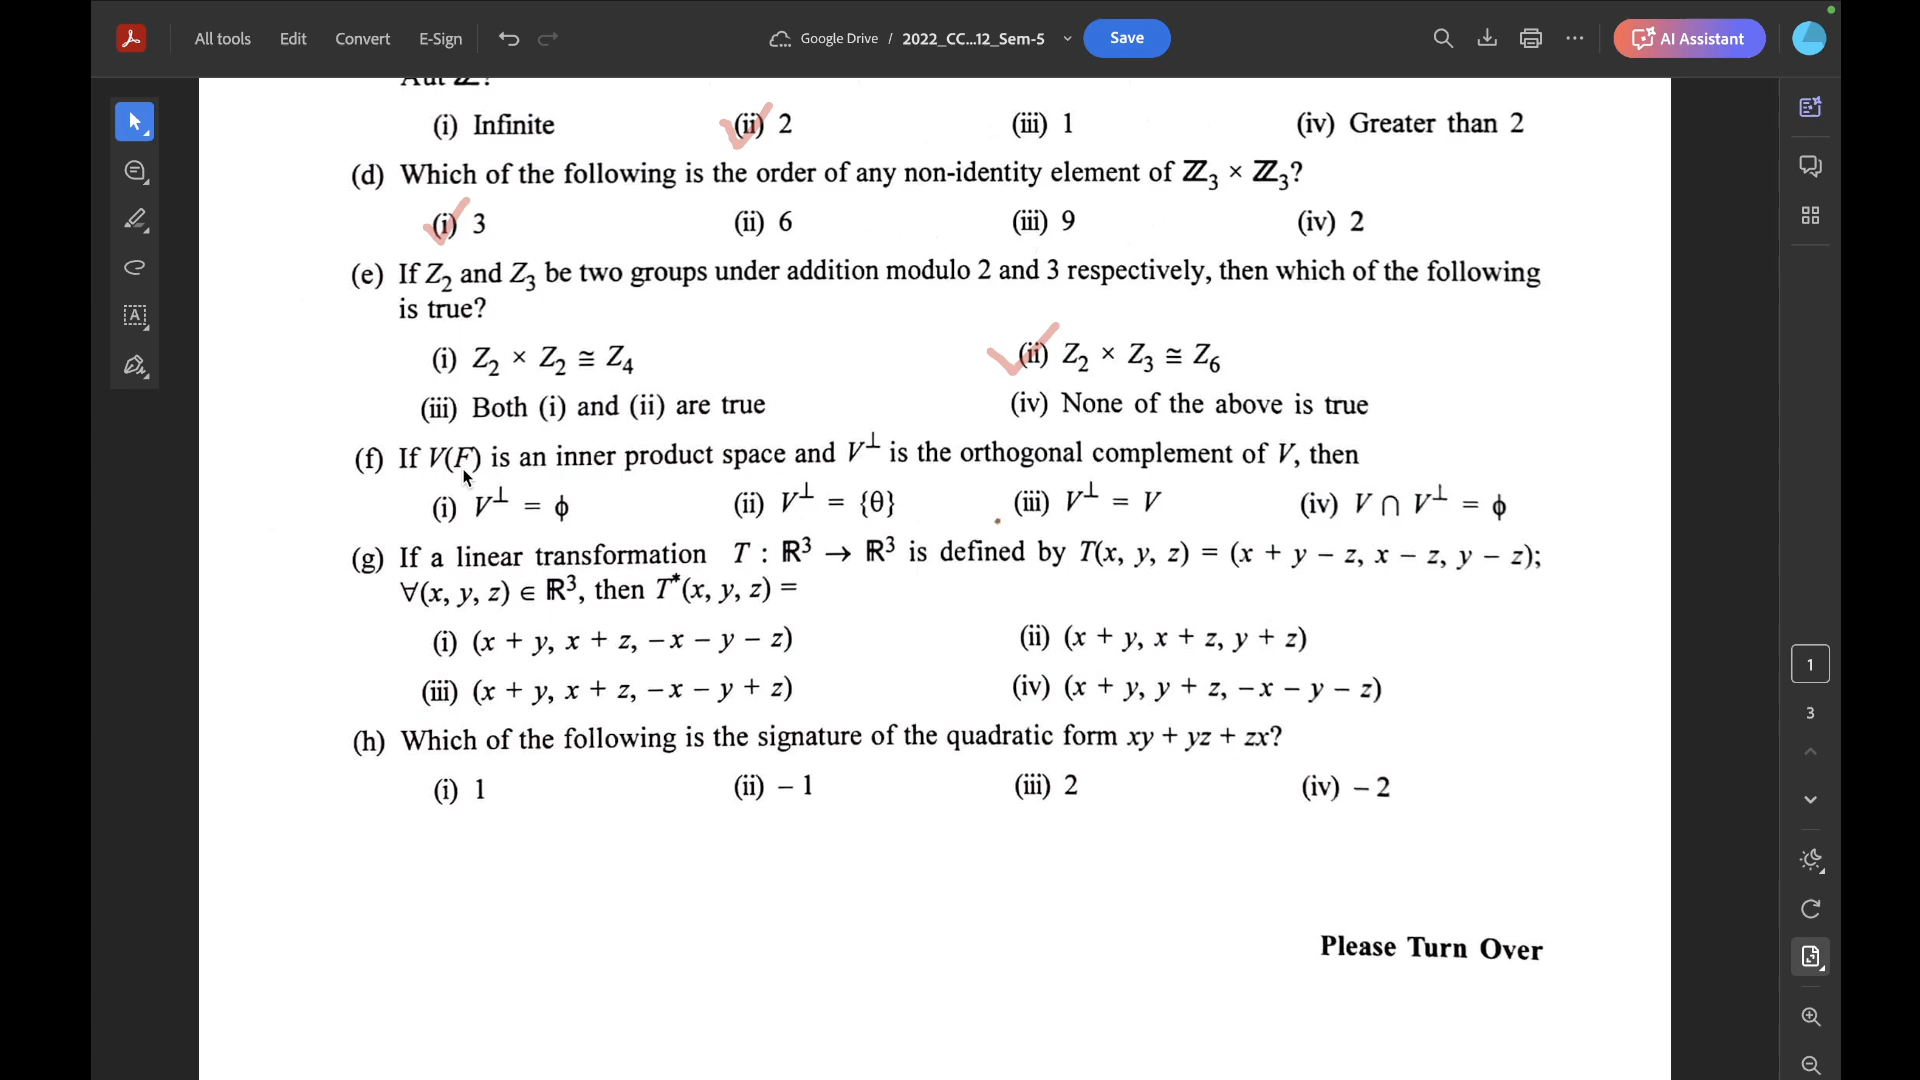 All tools Edit Convert E-Sign Google Drive / 2022_CC...12_Sem-5 Save AI Assistant
(i) Infinite (ii) 2 (iii) 1 (iv) Greater than 2
(d) Which of the following is the order of any non-identity element of ℤ₃ × ℤ₃?
(i) 3 (ii) 6 (iii) 9 (iv) 2
(e) If Z₂ and Z₃ be two groups under addition modulo 2 and 3 respectively, then which of the following
is true?
(i) Z₂ × Z₂ ≅ Z₄ (ii) Z₂ × Z₃ ≅ Z₆
(iii) Both (i) and (ii) are true (iv) None of the above is true
(f) If V(F) is an inner product space and V⊥ is the orthogonal complement of V, then
(i) V⊥ = ϕ (ii) V⊥ = {θ} (iii) V⊥ = V (iv) V ∩ V⊥ = ϕ
(g) If a linear transformation T : ℝ³ → ℝ³ is defined by T(x, y, z) = (x + y − z, x − z, y − z);
∀(x, y, z) ∈ ℝ³, then T*(x, y, z) =
(i) (x + y, x + z, −x − y − z) (ii) (x + y, x + z, y + z)
(iii) (x + y, x + z, −x − y + z) (iv) (x + y, y + z, −x − y − z)
(h) Which of the following is the signature of the quadratic form xy + yz + zx?
(i) 1 (ii) − 1 (iii) 2 (iv) − 2
Please Turn Over
1
3